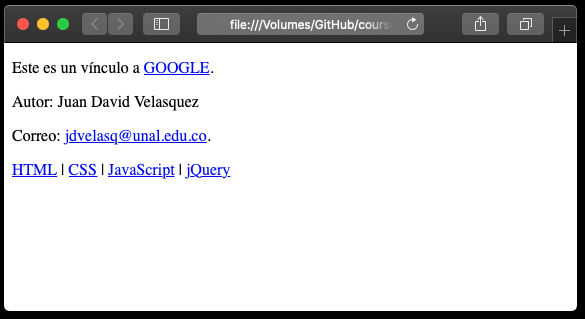 file:///Volumes/GitHub/cours
Este es un vínculo a GOOGLE.
Autor: Juan David Velasquez
Correo: jdvelasq@unal.edu.co.
HTML | CSS | JavaScript | jQuery